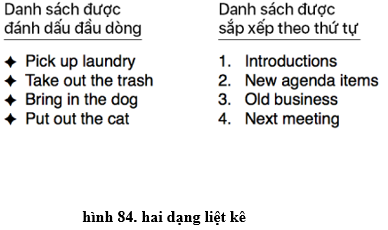 Danh sách được
đánh dấu đầu dòng
✦ Pick up laundry
✦ Take out the trash
✦ Bring in the dog
✦ Put out the cat
Danh sách được
sắp xếp theo thứ tự
1. Introductions
2. New agenda items
3. Old business
4. Next meeting
hình 84. hai dạng liệt kê